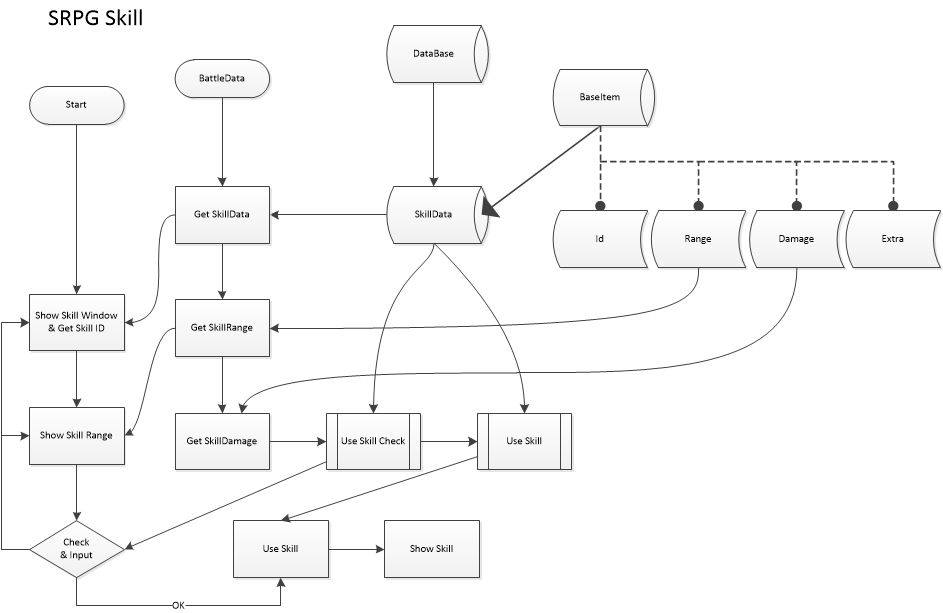 SRPG Skill
DataBase
BattleData
BaseItem
Start
Get SkillData
SkillData
Id
Range
Damage
Extra
Show Skill Window
& Get Skill ID
Get SkillRange
Show Skill Range
Get SkillDamage
Use Skill Check
Use Skill
Check
& Input
Use Skill
Show Skill
OK